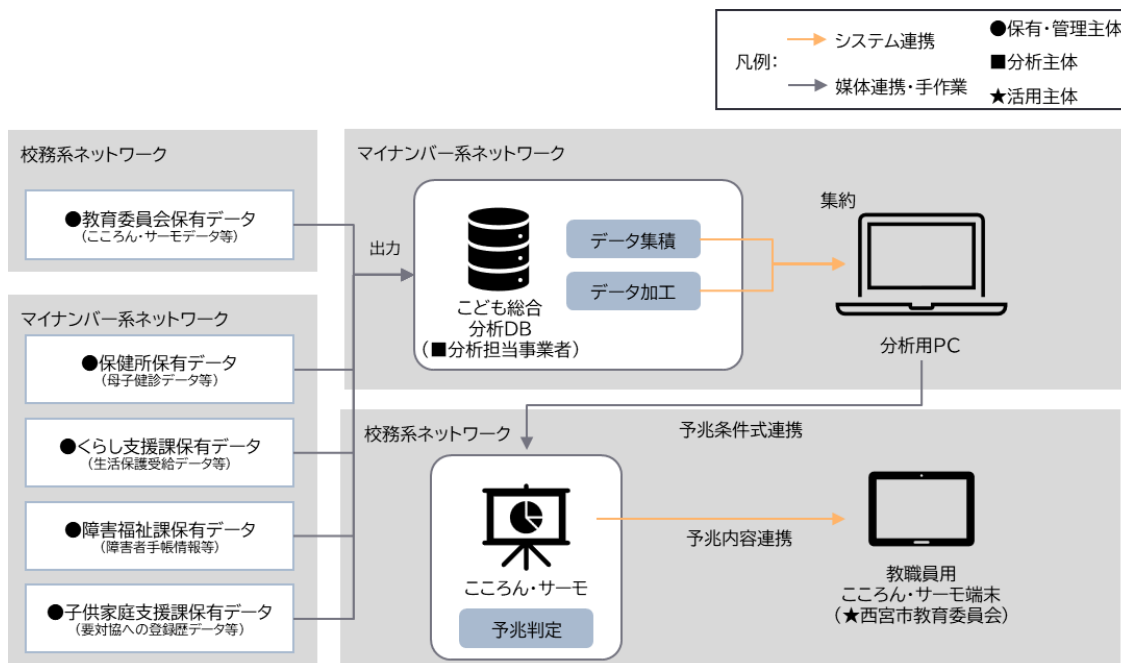 凡例:
システム連携
媒体連携・手作業
●保有・管理主体
■分析主体
★活用主体
校務系ネットワーク
●教育委員会保有データ
(こころん・サーモデータ等)
マイナンバー系ネットワーク
●保健所保有データ
(母子健診データ等)
●くらし支援課保有データ
(生活保護受給データ等)
●障害福祉課保有データ
(障害者手帳情報等)
●子供家庭支援課保有データ
(要対協への登録歴データ等)
出力
マイナンバー系ネットワーク
こども総合
分析DB
(■分析担当事業者)
データ集積
データ加工
集約
分析用PC
校務系ネットワーク
予兆条件式連携
こころん・サーモ
予兆判定
予兆内容連携
教職員用
こころん・サーモ端末
(★西宮市教育委員会)